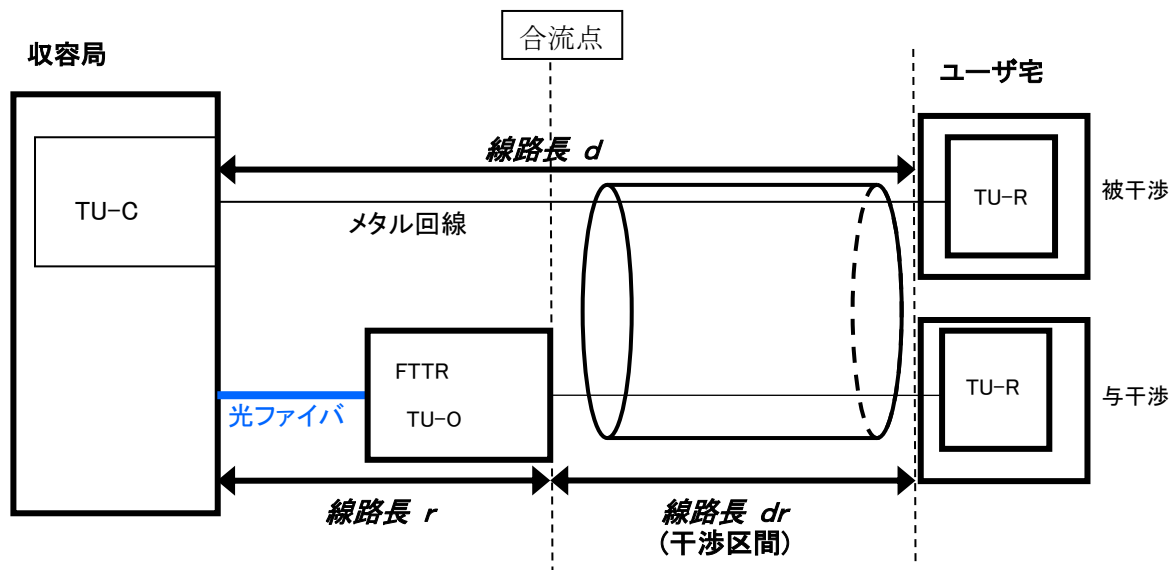 合流点
収容局
ユーザ宅
線路長 d
TU-C
TU-R
被干渉
メタル回線
FTTR
TU-O
TU-R
与干渉
光ファイバ
線路長 r
線路長 dr
(干渉区間)